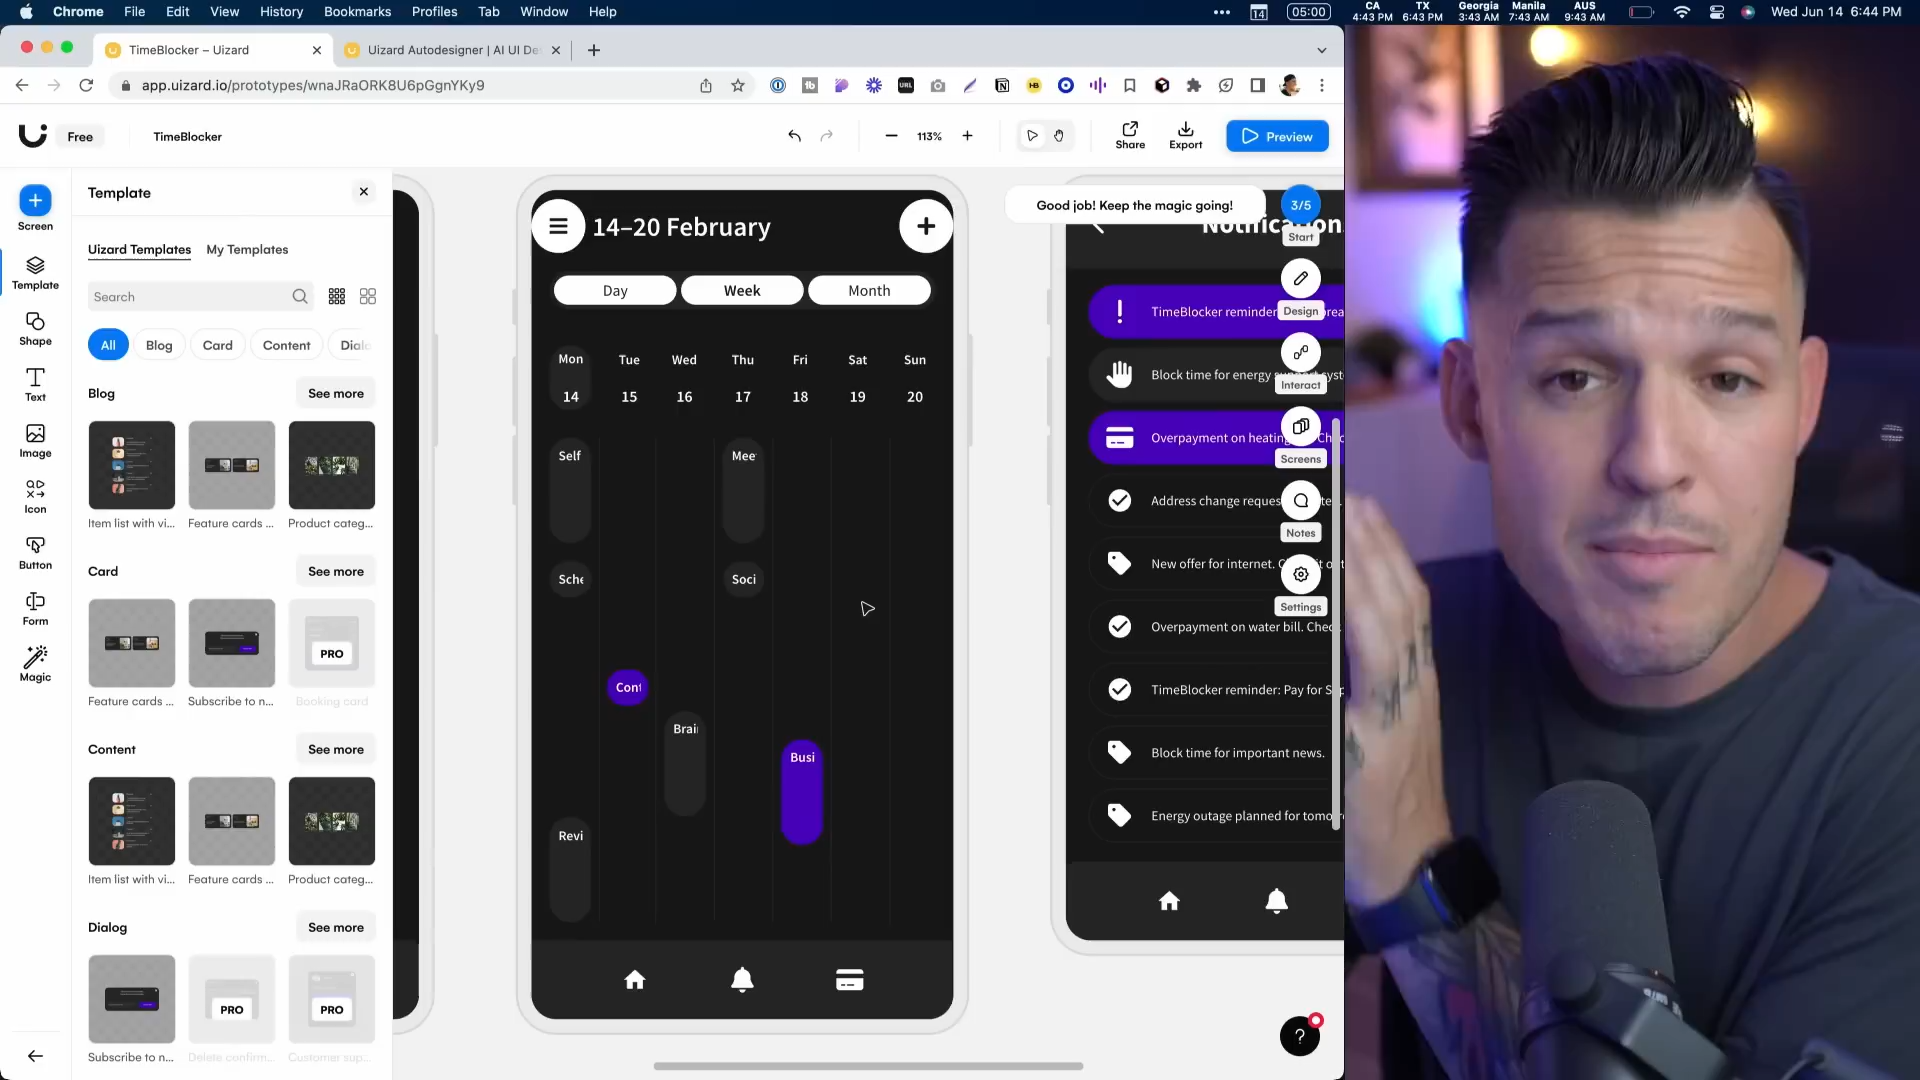 Chrome File Edit View History Bookmarks Profiles Tab Window Help
14
05:00
CA
4:43 PM
TX
6:43 PM
Georgia
3:43 AM
Manila
7:43 AM
AUS
9:43 AM
Wed Jun 14 6:44 PM
TimeBlocker – Uizard
Uizard Autodesigner | AI UI De
app.uizard.io/prototypes/wnaJRaORK8U6pGgnYKy9
Free
TimeBlocker
113%
Share
Export
Preview
Screen
Template
Shape
Text
Image
Icon
Button
Form
Magic
Template
Uizard Templates
My Templates
Search
All
Blog
Card
Content
Dialo
Blog
See more
Item list with vi...
Feature cards ...
Product categ...
Card
See more
PRO
Feature cards ...
Subscribe to n...
Booking card
Content
See more
Item list with vi...
Feature cards ...
Product categ...
Dialog
See more
PRO
PRO
Subscribe to n...
Delete confirm...
Customer sup...
14–20 February
Day
Week
Month
Mon Tue Wed Thu Fri Sat Sun
14 15 16 17 18 19 20
Self
Mee
Sche
Soci
Cont
Brai
Busi
Revi
Good job! Keep the magic going!
3/5
Start
Design
Interact
Screens
Notes
Settings
Notification
TimeBlocker reminder
Block time for energy
Overpayment on heating
Address change reques
New offer for internet.
Overpayment on water bill. Chec
TimeBlocker reminder: Pay for
Block time for important news.
Energy outage planned for tomo
?